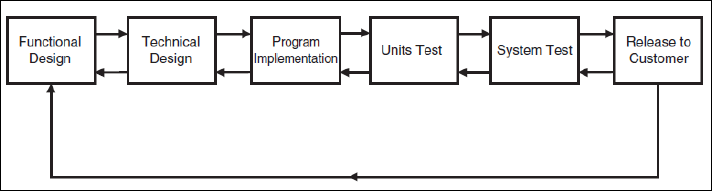 Functional
Design
Technical
Design
Program
Implementation
Units Test
System Test
Release to
Customer